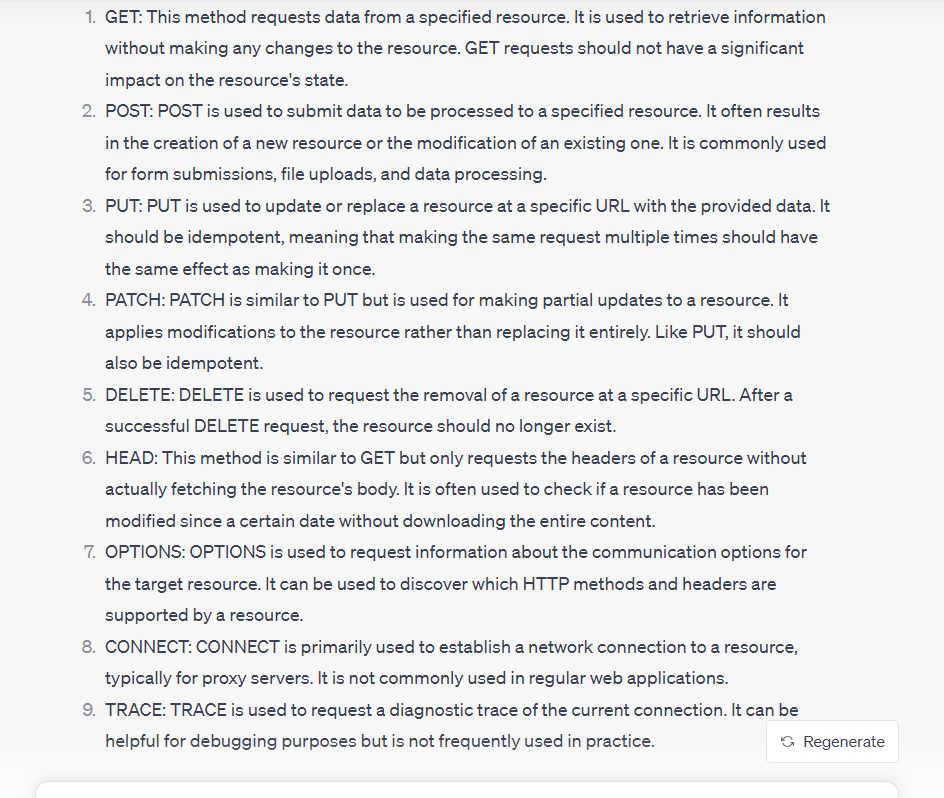 1. GET: This method requests data from a specified resource. It is used to retrieve information
without making any changes to the resource. GET requests should not have a significant
impact on the resource's state.
2. POST: POST is used to submit data to be processed to a specified resource. It often results
in the creation of a new resource or the modification of an existing one. It is commonly used
for form submissions, file uploads, and data processing.
3. PUT: PUT is used to update or replace a resource at a specific URL with the provided data. It
should be idempotent, meaning that making the same request multiple times should have
the same effect as making it once.
4. PATCH: PATCH is similar to PUT but is used for making partial updates to a resource. It
applies modifications to the resource rather than replacing it entirely. Like PUT, it should
also be idempotent.
5. DELETE: DELETE is used to request the removal of a resource at a specific URL. After a
successful DELETE request, the resource should no longer exist.
6. HEAD: This method is similar to GET but only requests the headers of a resource without
actually fetching the resource's body. It is often used to check if a resource has been
modified since a certain date without downloading the entire content.
7. OPTIONS: OPTIONS is used to request information about the communication options for
the target resource. It can be used to discover which HTTP methods and headers are
supported by a resource.
8. CONNECT: CONNECT is primarily used to establish a network connection to a resource,
typically for proxy servers. It is not commonly used in regular web applications.
9. TRACE: TRACE is used to request a diagnostic trace of the current connection. It can be
helpful for debugging purposes but is not frequently used in practice.
Regenerate